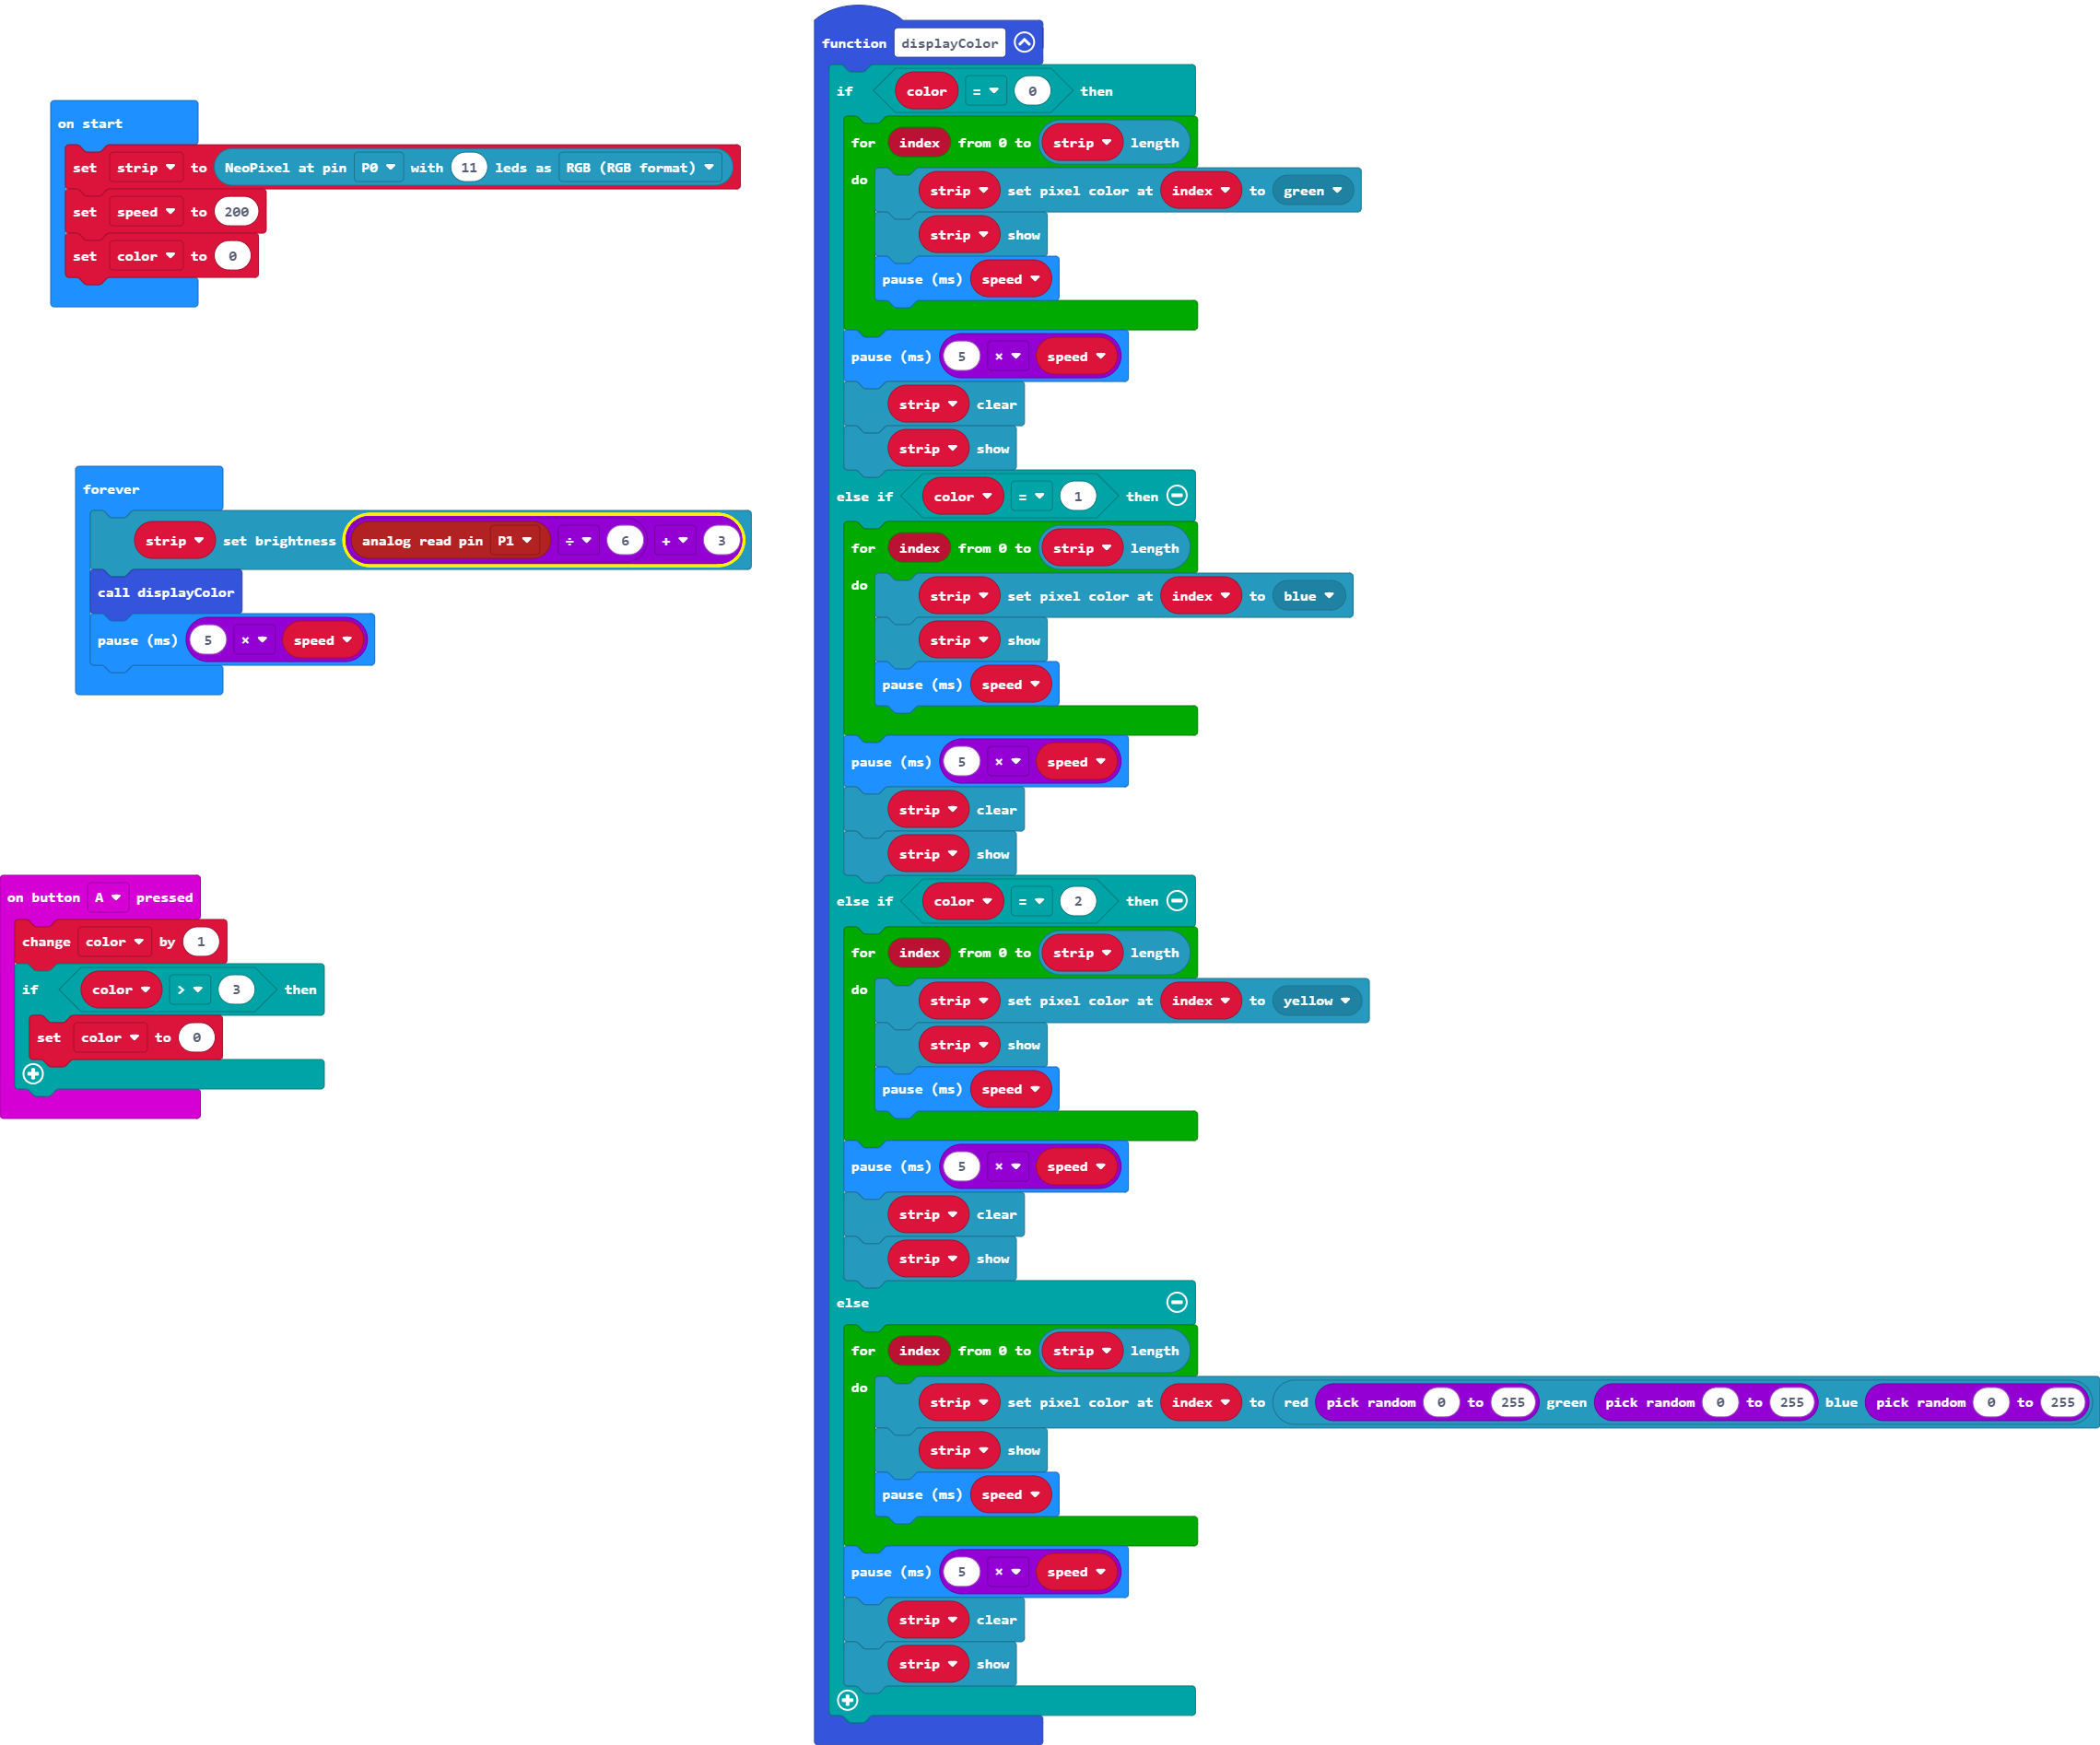 on start
set strip to NeoPixel at pin P0 with 11 leds as RGB (RGB format)
set speed to 200
set color to 0
forever
strip set brightness analog read pin P1 ÷ 6 + 3
call displayColor
pause (ms) 5 × speed
on button A pressed
change color by 1
if color > 3 then
set color to 0
function displayColor
if color = 0 then
for index from 0 to strip length
do strip set pixel color at index to green
strip show
pause (ms) speed
pause (ms) 5 × speed
strip clear
strip show
else if color = 1 then
for index from 0 to strip length
do strip set pixel color at index to blue
strip show
pause (ms) speed
pause (ms) 5 × speed
strip clear
strip show
else if color = 2 then
for index from 0 to strip length
do strip set pixel color at index to yellow
strip show
pause (ms) speed
pause (ms) 5 × speed
strip clear
strip show
else
for index from 0 to strip length
do strip set pixel color at index to red pick random 0 to 255 green pick random 0 to 255 blue pick random 0 to 255
strip show
pause (ms) speed
pause (ms) 5 × speed
strip clear
strip show